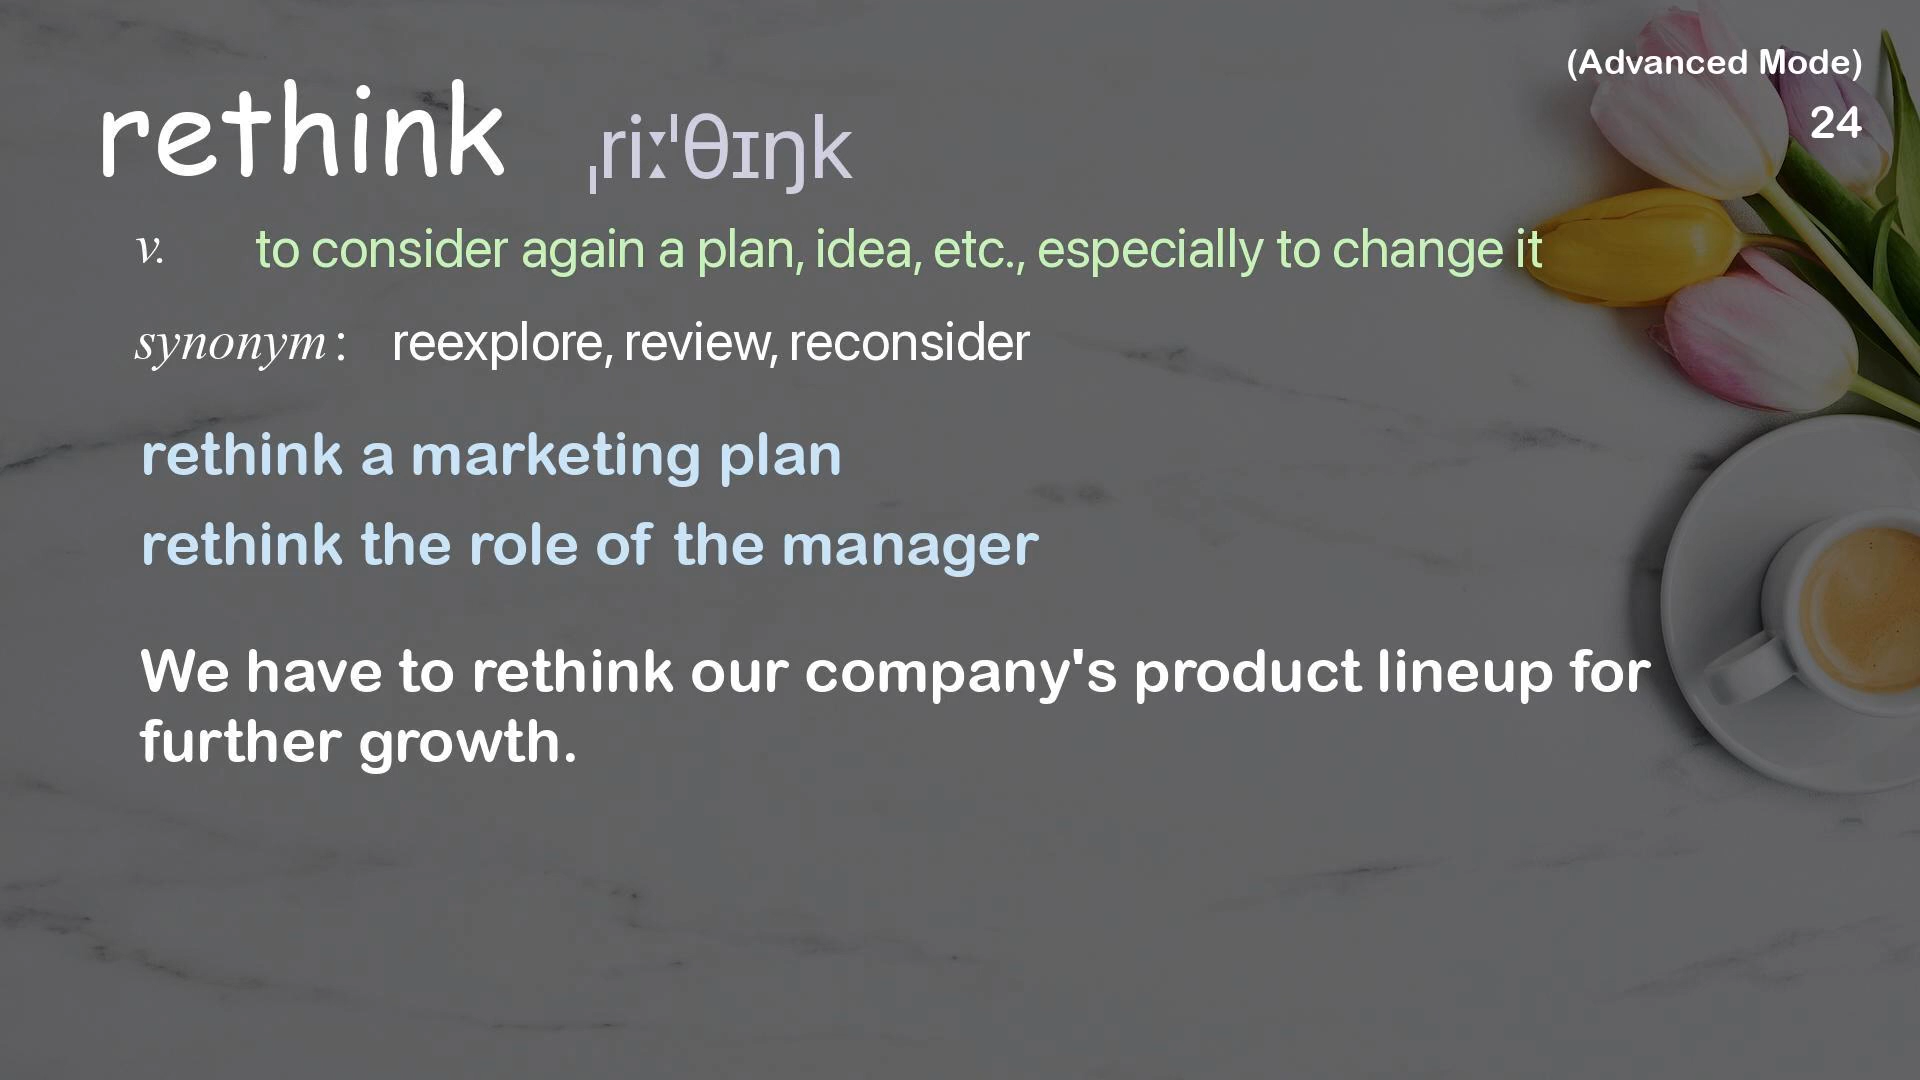 (Advanced Mode)
24
rethink ˌriːˈθɪŋk
v. to consider again a plan, idea, etc., especially to change it
synonym : reexplore, review, reconsider
rethink a marketing plan
rethink the role of the manager
We have to rethink our company's product lineup for
further growth.